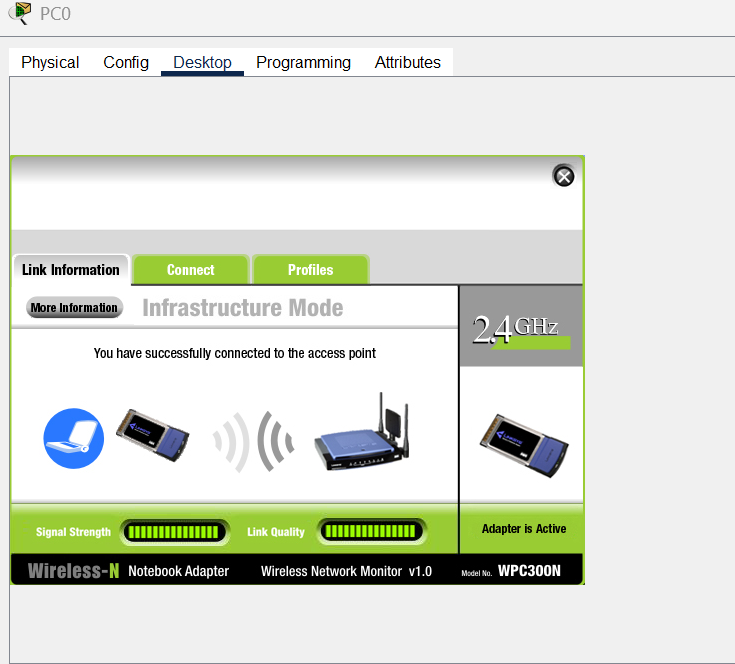 PC0
Physical Config Desktop Programming Attributes
Link Information Connect Profiles
More Information Infrastructure Mode
2.4GHz
You have successfully connected to the access point
Signal Strength Link Quality Adapter is Active
Wireless-N Notebook Adapter Wireless Network Monitor v1.0 Model No. WPC300N